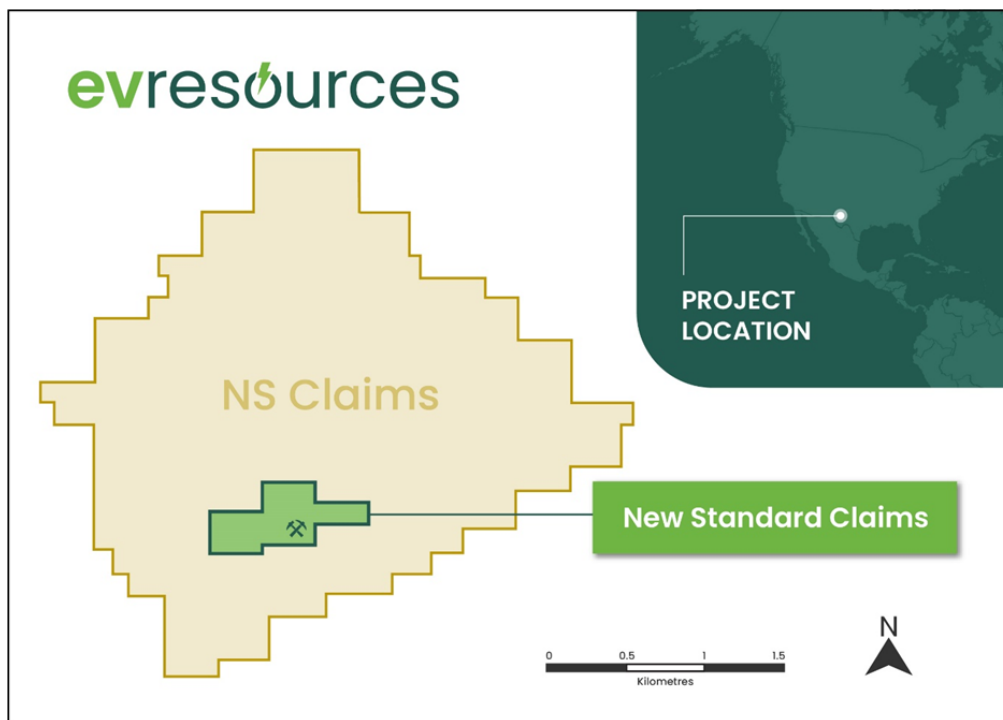 evresources
PROJECT
LOCATION
NS Claims
New Standard Claims
N
0 0.5 1 1.5
Kilometres